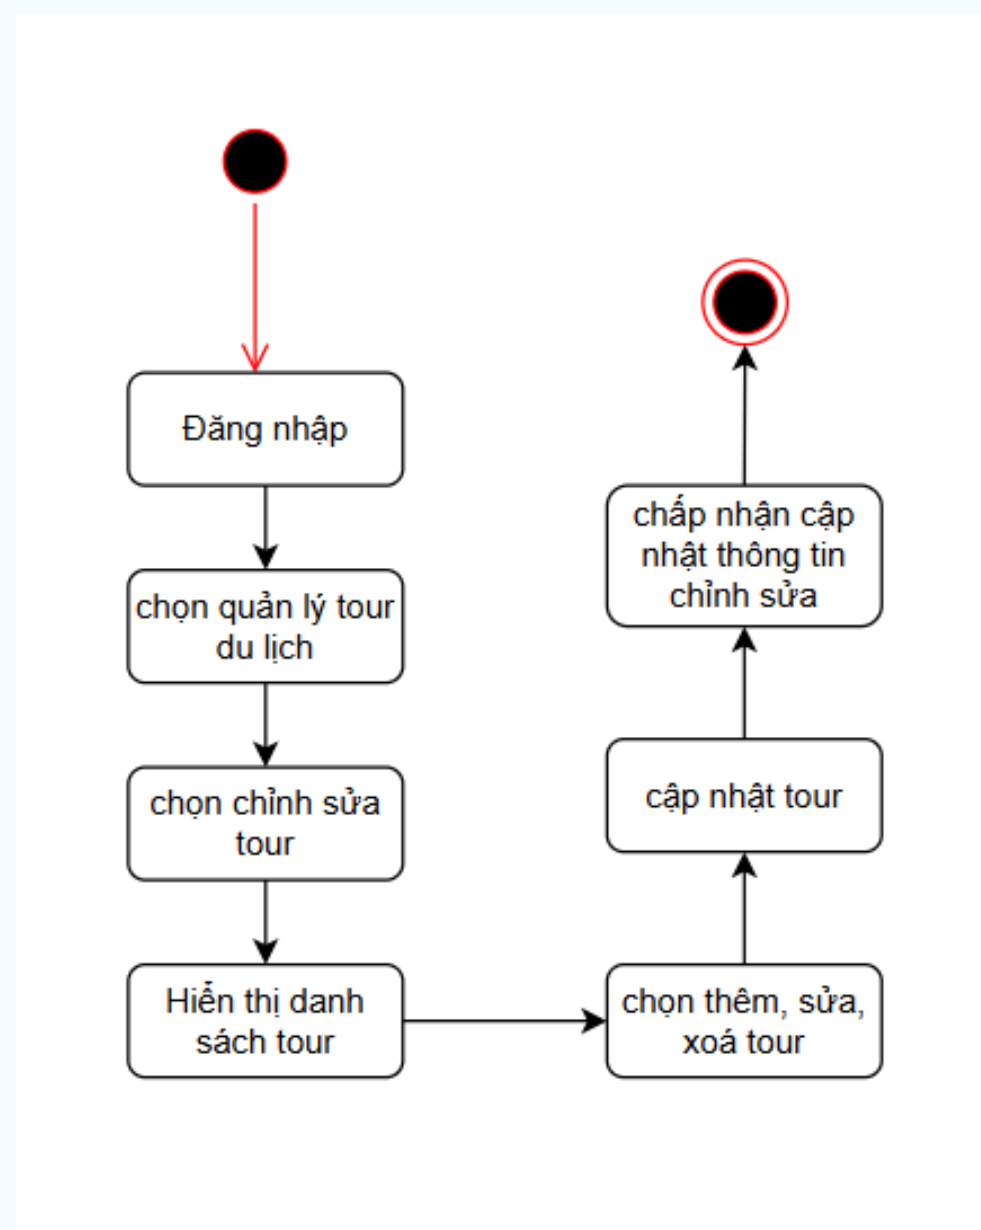 Đăng nhập
chọn quản lý tour
du lịch
chọn chỉnh sửa
tour
Hiển thị danh
sách tour
chọn thêm, sửa,
xoá tour
cập nhật tour
chấp nhận cập
nhật thông tin
chỉnh sửa